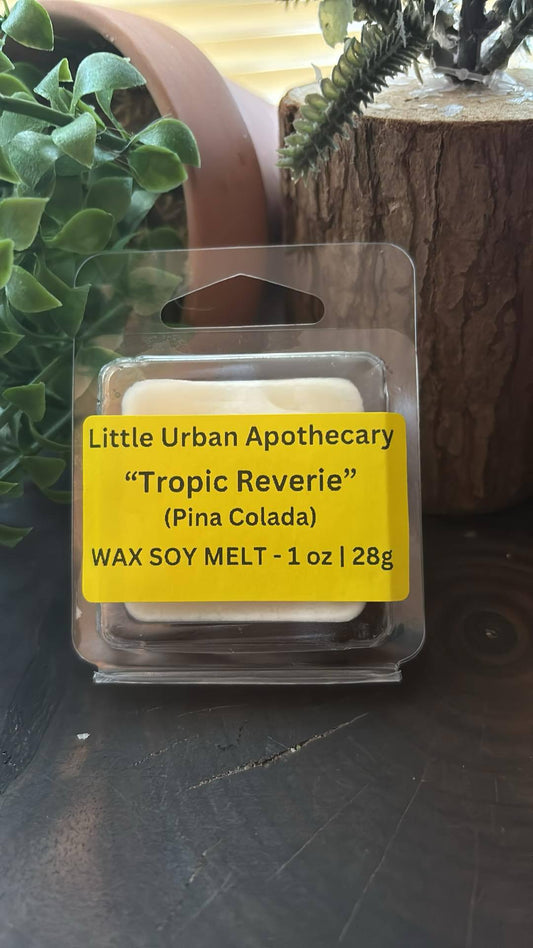 Little Urban Apothecary
“Tropic Reverie”
(Pina Colada)
WAX SOY MELT - 1 oz | 28g